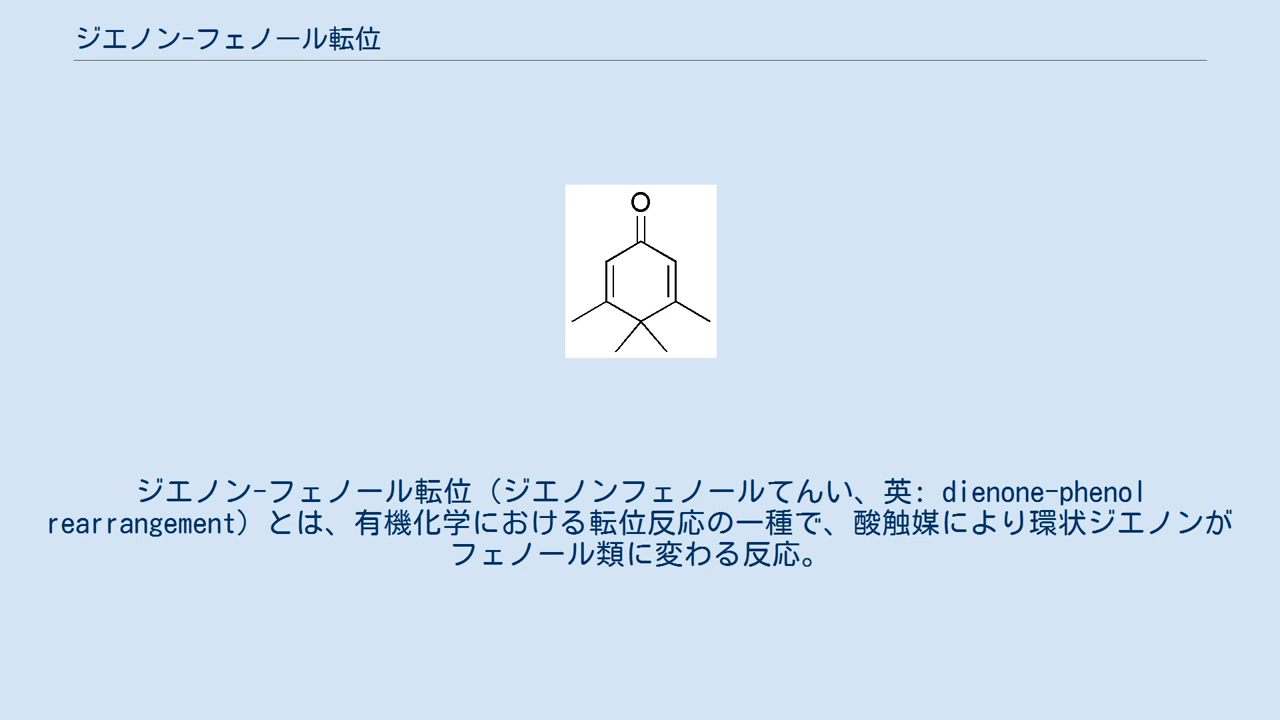 ジエノン-フェノール転位
O
ジエノン-フェノール転位（ジエノンフェノールてんい、英: dienone-phenol
rearrangement）とは、有機化学における転位反応の一種で、酸触媒により環状ジエノンが
フェノール類に変わる反応。